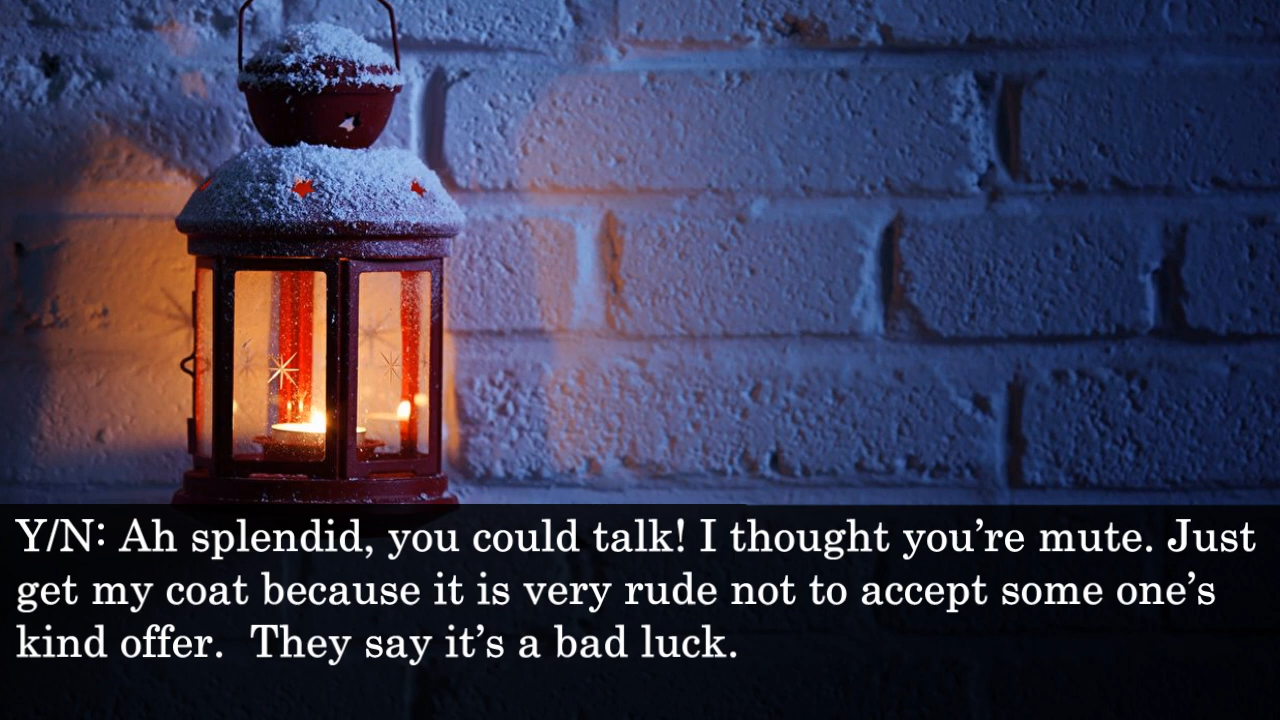 Y/N: Ah splendid, you could talk! I thought you’re mute. Just
get my coat because it is very rude not to accept some one’s
kind offer.  They say it’s a bad luck.